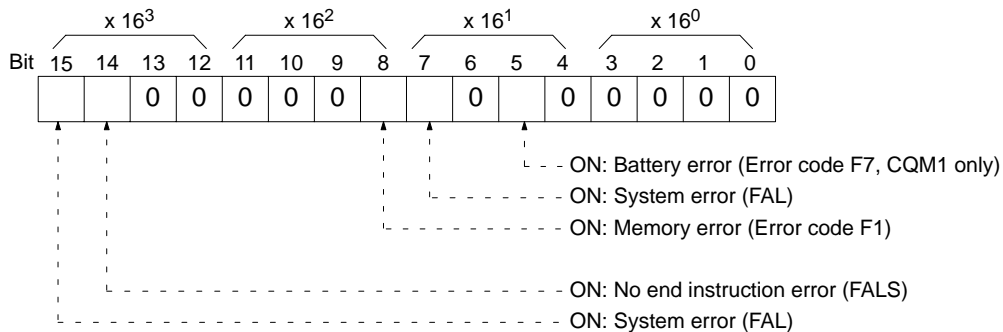 x 16³ x 16² x 16¹ x 16⁰
Bit 15 14 13 12 11 10 9 8 7 6 5 4 3 2 1 0
0 0 0 0 0 0 0 0 0 0 0
ON: Battery error (Error code F7, CQM1 only)
ON: System error (FAL)
ON: Memory error (Error code F1)
ON: No end instruction error (FALS)
ON: System error (FAL)